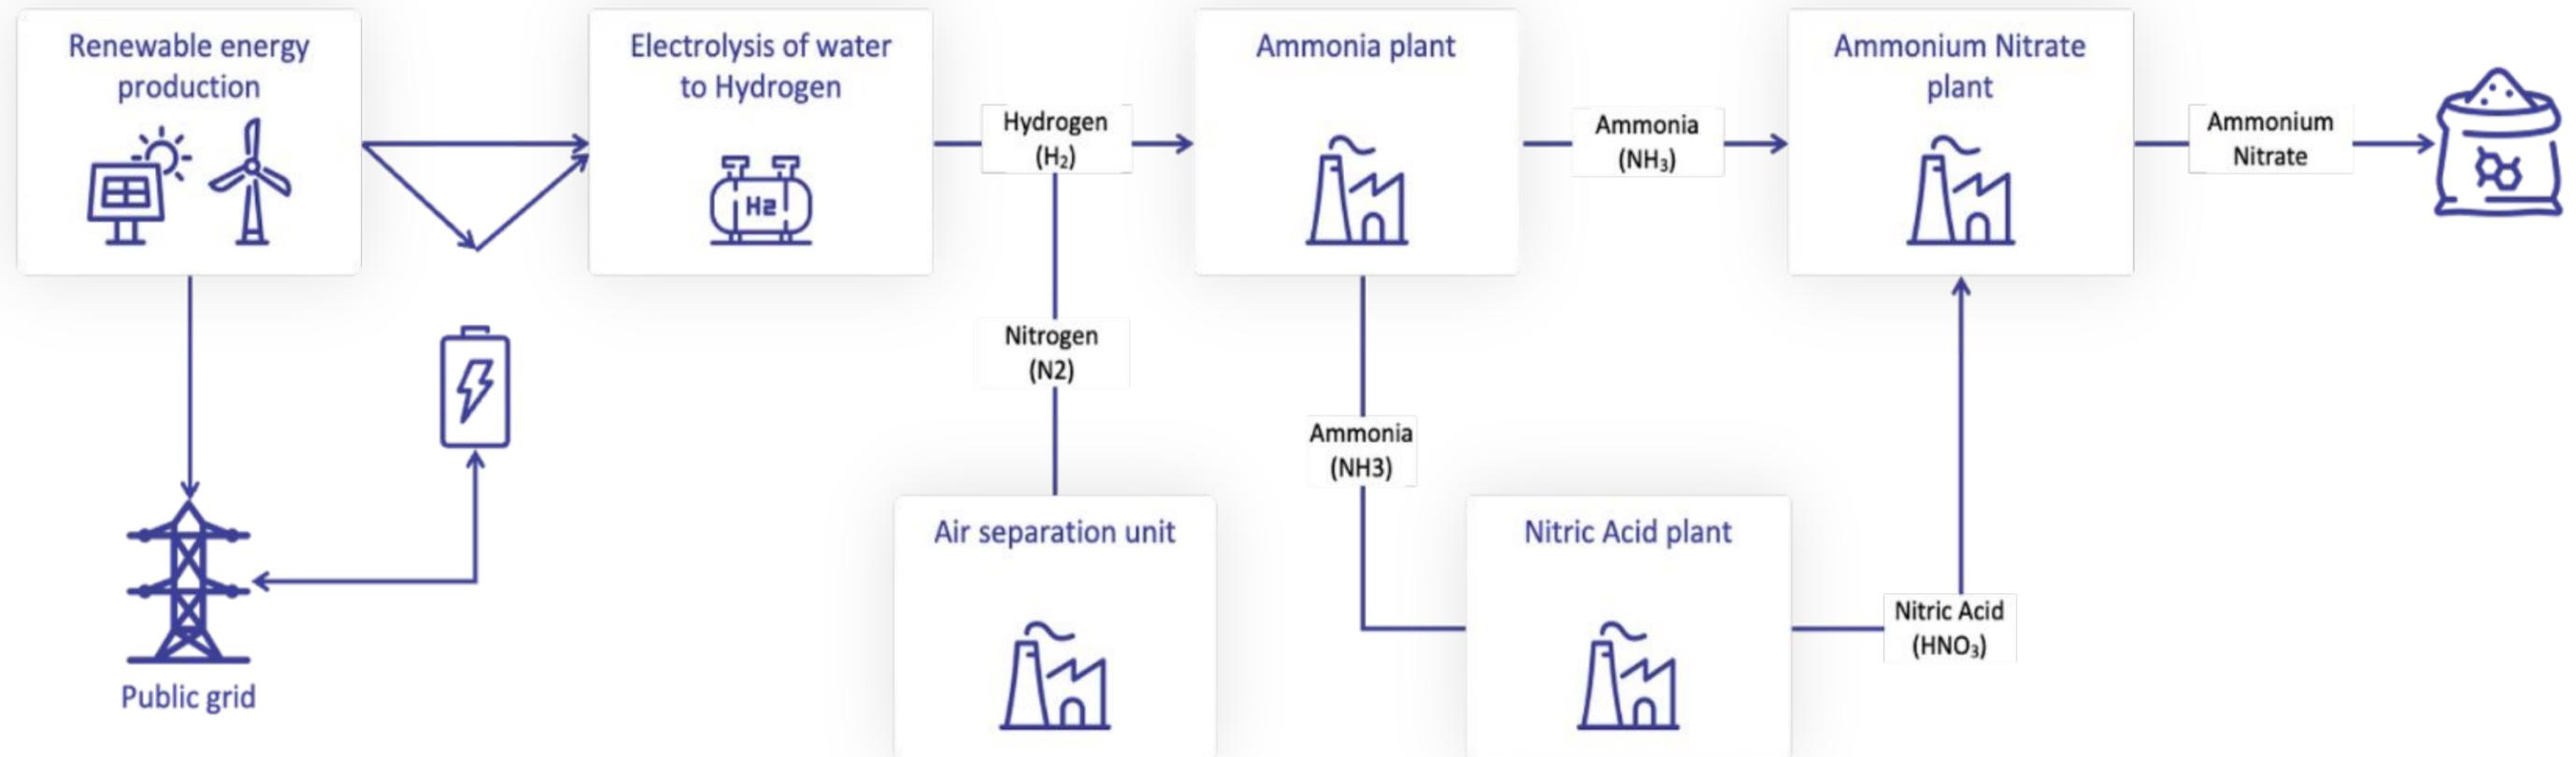 Renewable energy
production
Electrolysis of water
to Hydrogen
H2
Hydrogen
(H₂)
Ammonia plant
Ammonia
(NH₃)
Ammonium Nitrate
plant
Ammonium
Nitrate
Nitrogen
(N2)
Ammonia
(NH3)
Air separation unit
Nitric Acid plant
Nitric Acid
(HNO₃)
Public grid